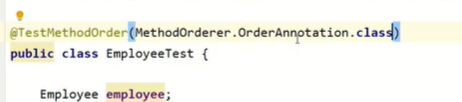 @TestMethodOrder(MethodOrderer.OrderAnnotation.class)
public class EmployeeTest {
Employee employee;